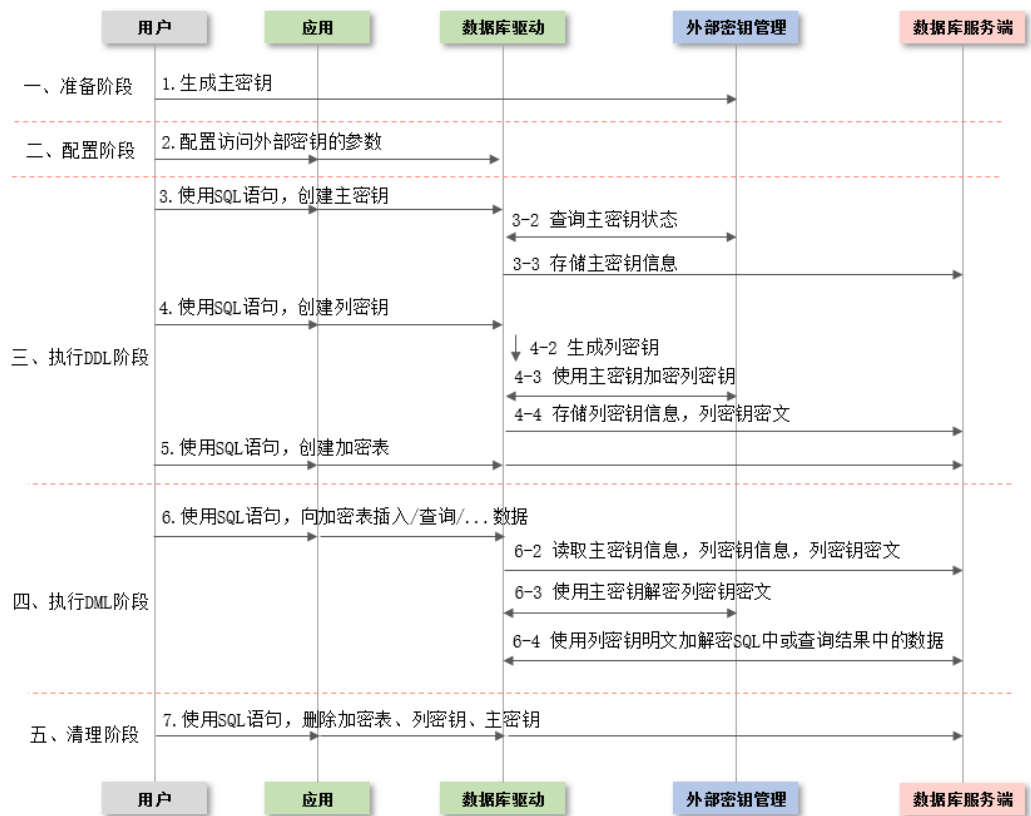 用户
应用
数据库驱动
外部密钥管理
数据库服务端
一、准备阶段
1.生成主密钥
二、配置阶段
2.配置访问外部密钥的参数
3.使用SQL语句，创建主密钥
3-2 查询主密钥状态
3-3 存储主密钥信息
4.使用SQL语句，创建列密钥
三、执行DDL阶段
4-2 生成列密钥
4-3 使用主密钥加密列密钥
4-4 存储列密钥信息，列密钥密文
5.使用SQL语句，创建加密表
6.使用SQL语句，向加密表插入/查询/...数据
6-2 读取主密钥信息，列密钥信息，列密钥密文
四、执行DML阶段
6-3 使用主密钥解密列密钥密文
6-4 使用列密钥明文加解密SQL中或查询结果中的数据
五、清理阶段
7.使用SQL语句，删除加密表、列密钥、主密钥
用户
应用
数据库驱动
外部密钥管理
数据库服务端